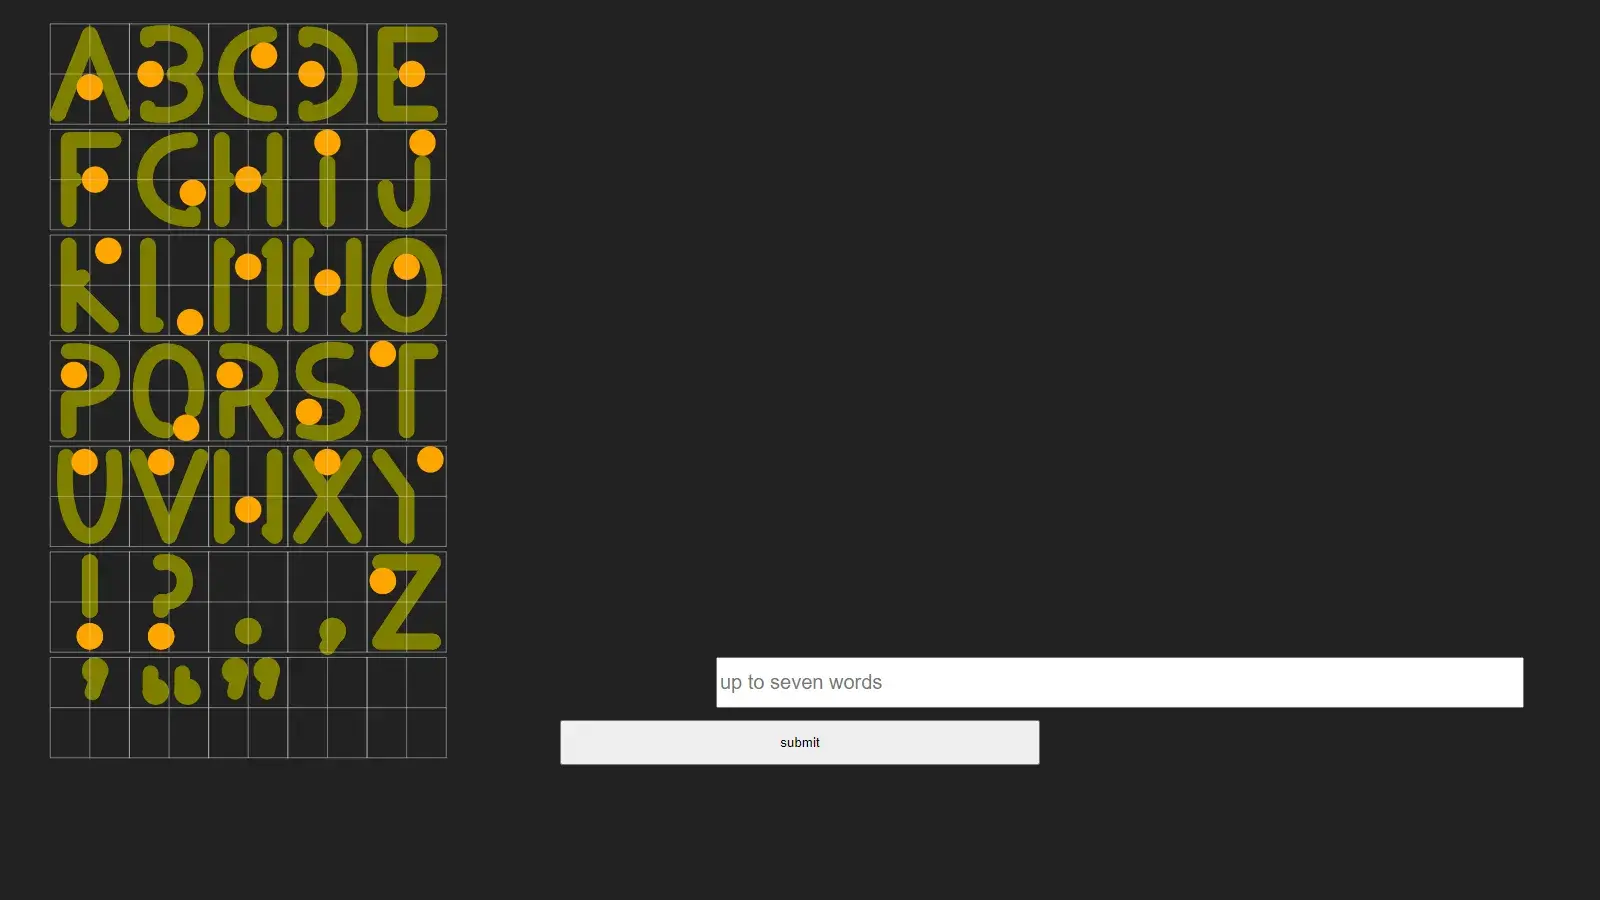 A B C D E
F G H I J
K L M N O
P Q R S T
U V W X Y
! ? . , Z
’ “ ”
up to seven words
submit